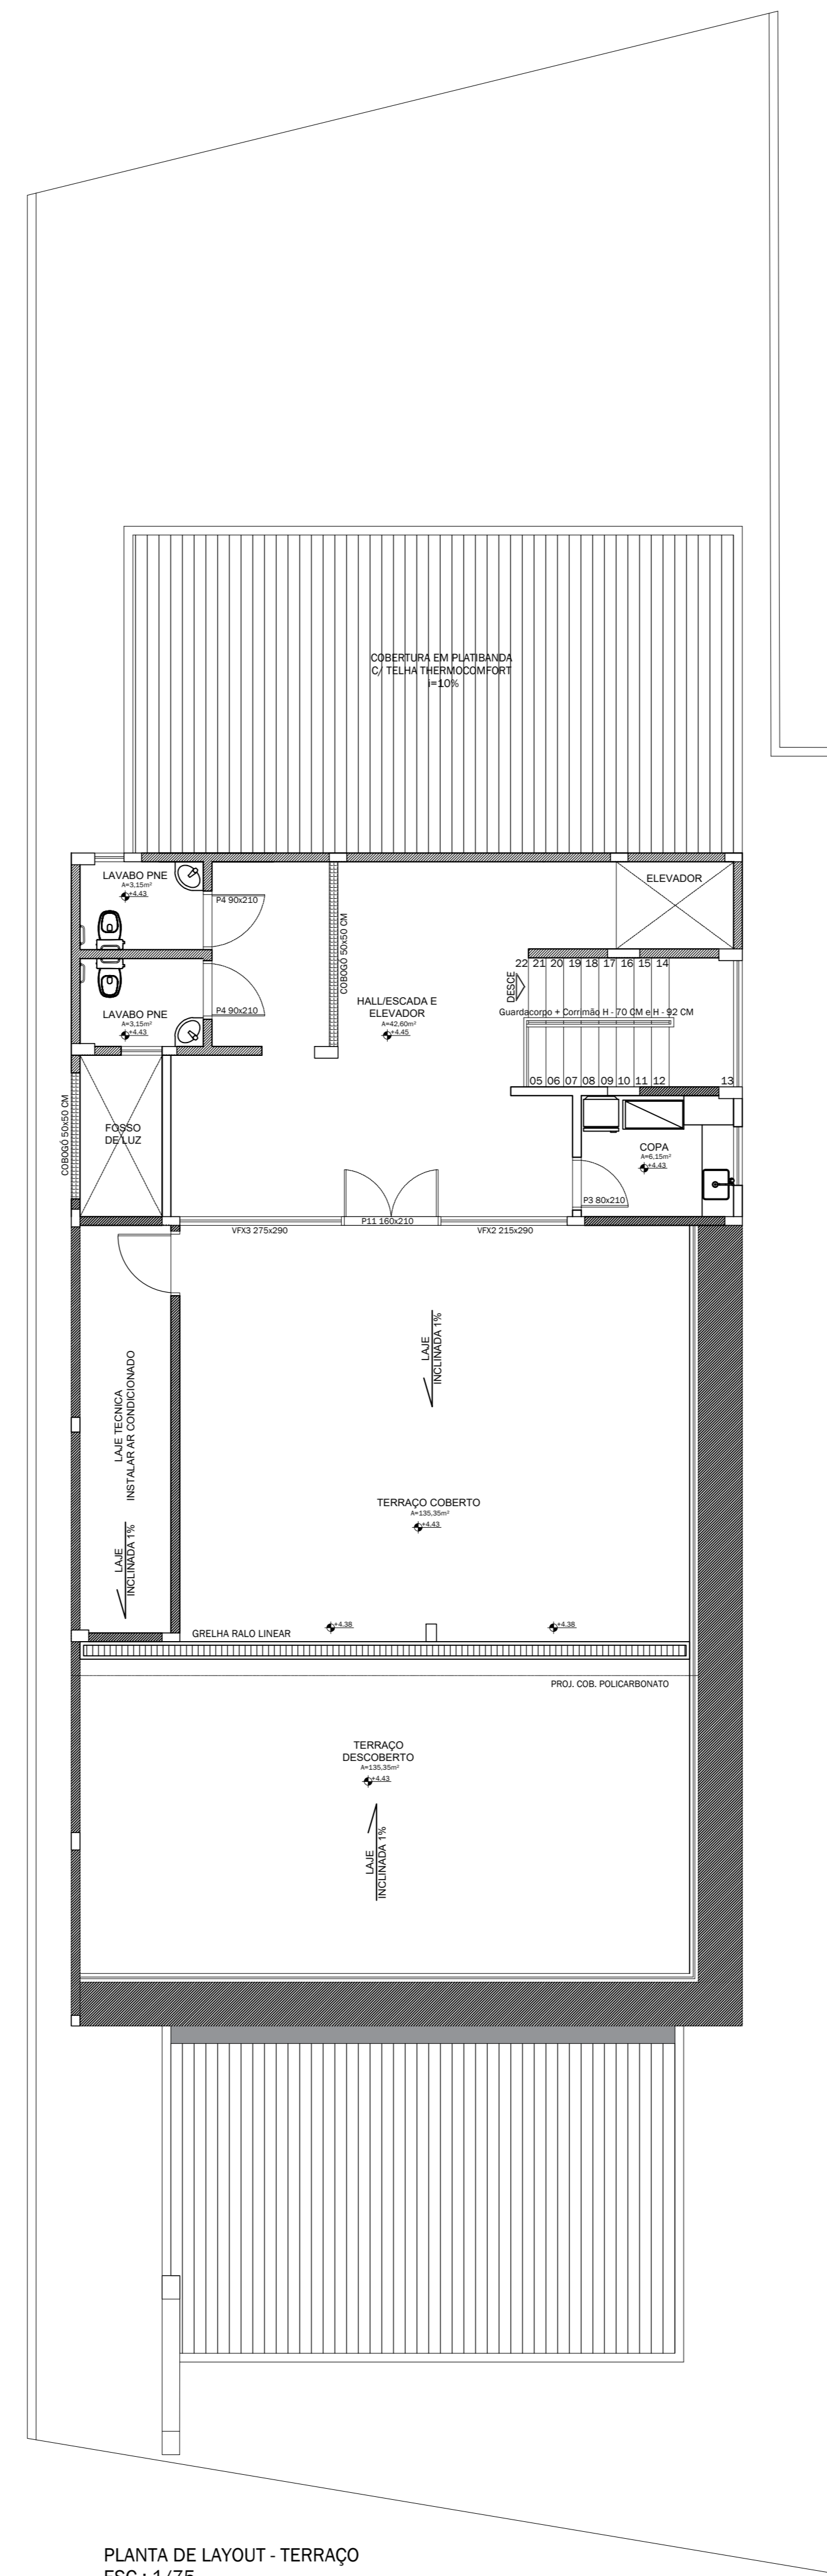 COBERTURA EM PLATIBANDA
C/ TELHA THERMOCOMFORT
i=10%
LAVABO PNE
A=3,15m²
+4.43
P4 90x210
COBOGÓ 50x50 CM
ELEVADOR
LAVABO PNE
A=3,15m²
+4.43
P4 90x210
HALL/ESCADA E
ELEVADOR
A=42,60m²
+4.45
DESCE
22 21 20 19 18 17 16 15 14
Guardacorpo + Corrimão H - 70 CM e H - 92 CM
05 06 07 08 09 10 11 12 13
COBOGÓ 50x50 CM
FOSSO
DE LUZ
COPA
A=6,15m²
+4.43
P3 80x210
VFX3 275x290
P11 160x210
VFX2 215x290
LAJE
INCLINADA 1%
LAJE TECNICA
INSTALAR AR CONDICIONADO
LAJE
INCLINADA 1%
TERRAÇO COBERTO
A=135,35m²
+4.43
GRELHA RALO LINEAR
+4.38
+4.38
PROJ. COB. POLICARBONATO
TERRAÇO
DESCOBERTO
A=135,35m²
+4.43
LAJE
INCLINADA 1%
PLANTA DE LAYOUT - TERRAÇO
ESC.: 1/75